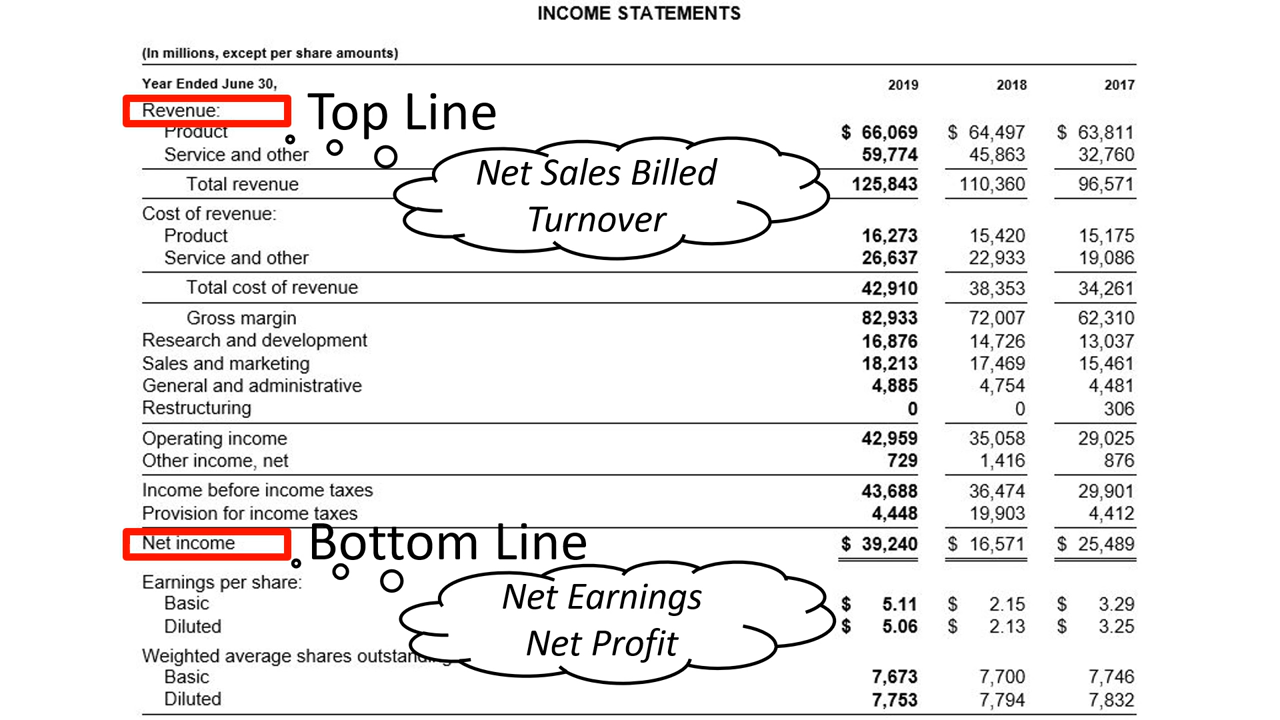 INCOME STATEMENTS
(In millions, except per share amounts)
Year Ended June 30, 2019 2018 2017
Revenue: Top Line
Product $ 66,069 $ 64,497 $ 63,811
Service and other 59,774 45,863 32,760
Net Sales Billed
Total revenue 125,843 110,360 96,571
Turnover
Cost of revenue:
Product 16,273 15,420 15,175
Service and other 26,637 22,933 19,086
Total cost of revenue 42,910 38,353 34,261
Gross margin 82,933 72,007 62,310
Research and development 16,876 14,726 13,037
Sales and marketing 18,213 17,469 15,461
General and administrative 4,885 4,754 4,481
Restructuring 0 0 306
Operating income 42,959 35,058 29,025
Other income, net 729 1,416 876
Income before income taxes 43,688 36,474 29,901
Provision for income taxes 4,448 19,903 4,412
Net income Bottom Line $ 39,240 $ 16,571 $ 25,489
Earnings per share:
Net Earnings
Basic $ 5.11 $ 2.15 $ 3.29
Diluted $ 5.06 $ 2.13 $ 3.25
Net Profit
Weighted average shares outstanding
Basic 7,673 7,700 7,746
Diluted 7,753 7,794 7,832